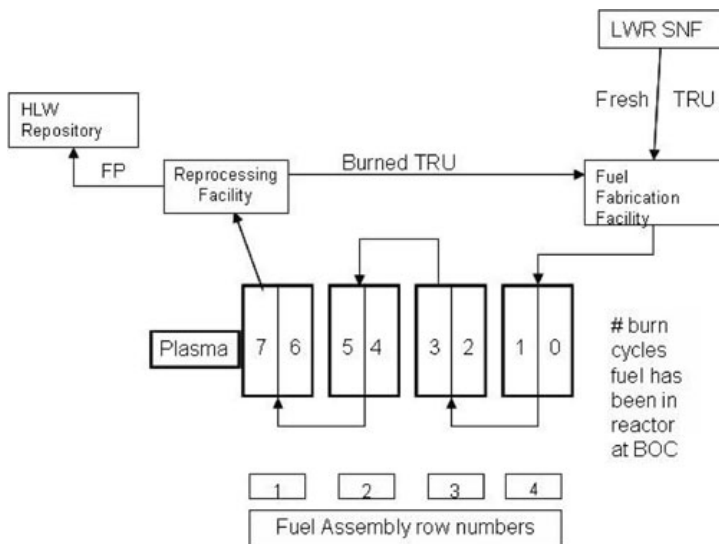 LWR SNF
Fresh TRU
HLW
Repository
FP
Reprocessing
Facility
Burned TRU
Fuel
Fabrication
Facility
Plasma
7 6 5 4 3 2 1 0
# burn
cycles
fuel has
been in
reactor
at BOC
1 2 3 4
Fuel Assembly row numbers